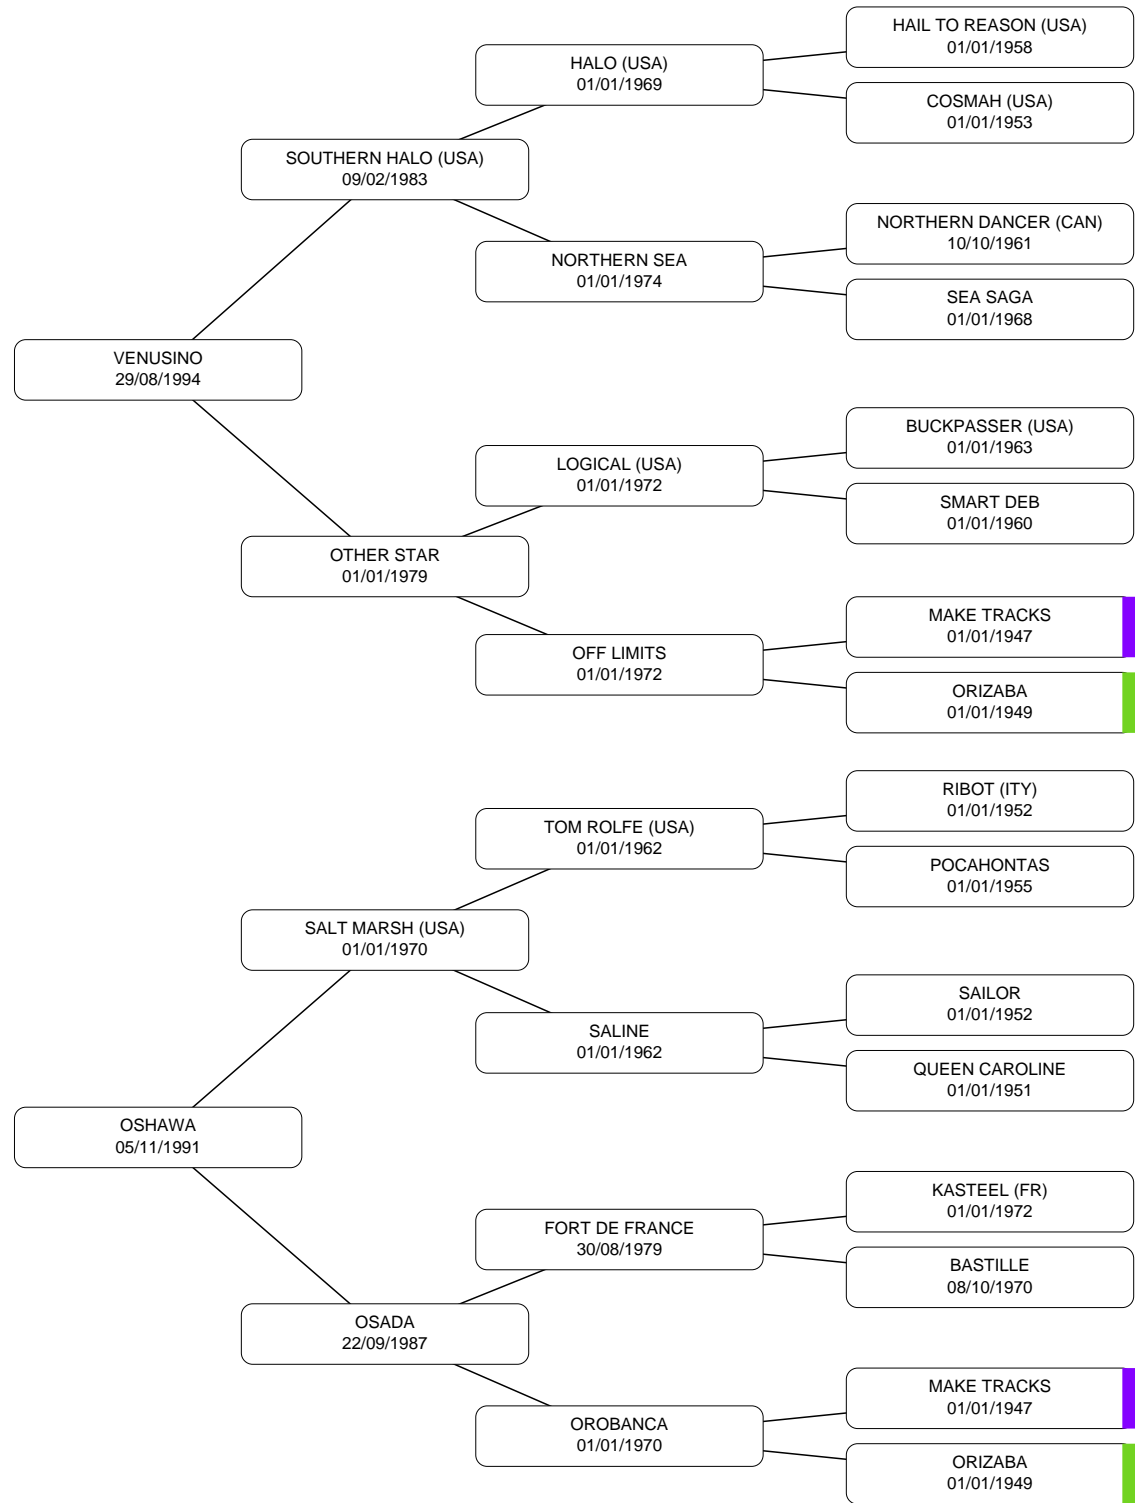 HAIL TO REASON (USA)
01/01/1958
HALO (USA)
01/01/1969
COSMAH (USA)
01/01/1953
SOUTHERN HALO (USA)
09/02/1983
NORTHERN DANCER (CAN)
10/10/1961
NORTHERN SEA
01/01/1974
SEA SAGA
01/01/1968
VENUSINO
29/08/1994
BUCKPASSER (USA)
01/01/1963
LOGICAL (USA)
01/01/1972
SMART DEB
01/01/1960
OTHER STAR
01/01/1979
MAKE TRACKS
01/01/1947
OFF LIMITS
01/01/1972
ORIZABA
01/01/1949
RIBOT (ITY)
01/01/1952
TOM ROLFE (USA)
01/01/1962
POCAHONTAS
01/01/1955
SALT MARSH (USA)
01/01/1970
SAILOR
01/01/1952
SALINE
01/01/1962
QUEEN CAROLINE
01/01/1951
OSHAWA
05/11/1991
KASTEEL (FR)
01/01/1972
FORT DE FRANCE
30/08/1979
BASTILLE
08/10/1970
OSADA
22/09/1987
MAKE TRACKS
01/01/1947
OROBANCA
01/01/1970
ORIZABA
01/01/1949